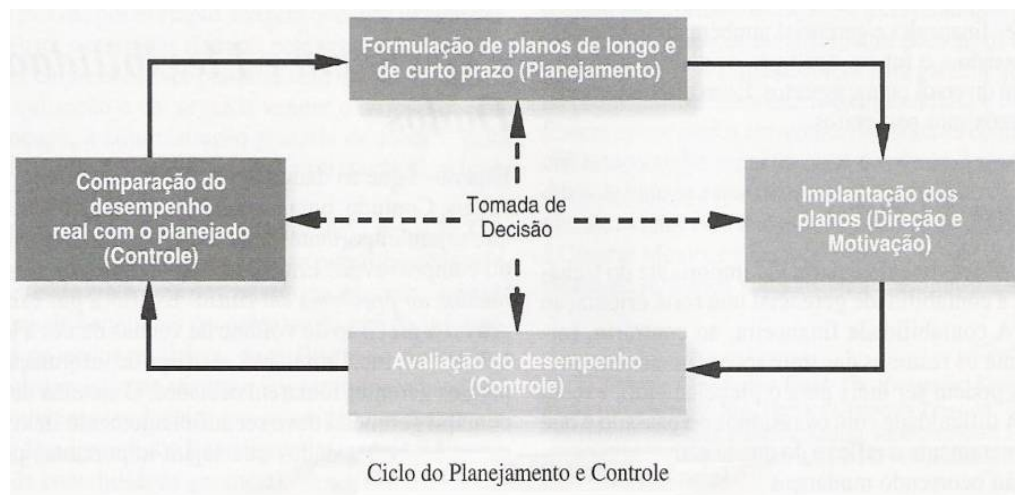 Formulação de planos de longo e
de curto prazo (Planejamento)
Comparação do
desempenho
real com o planejado
(Controle)
Tomada de
Decisão
Implantação dos
planos (Direção e
Motivação)
Avaliação do desempenho
(Controle)
Ciclo do Planejamento e Controle